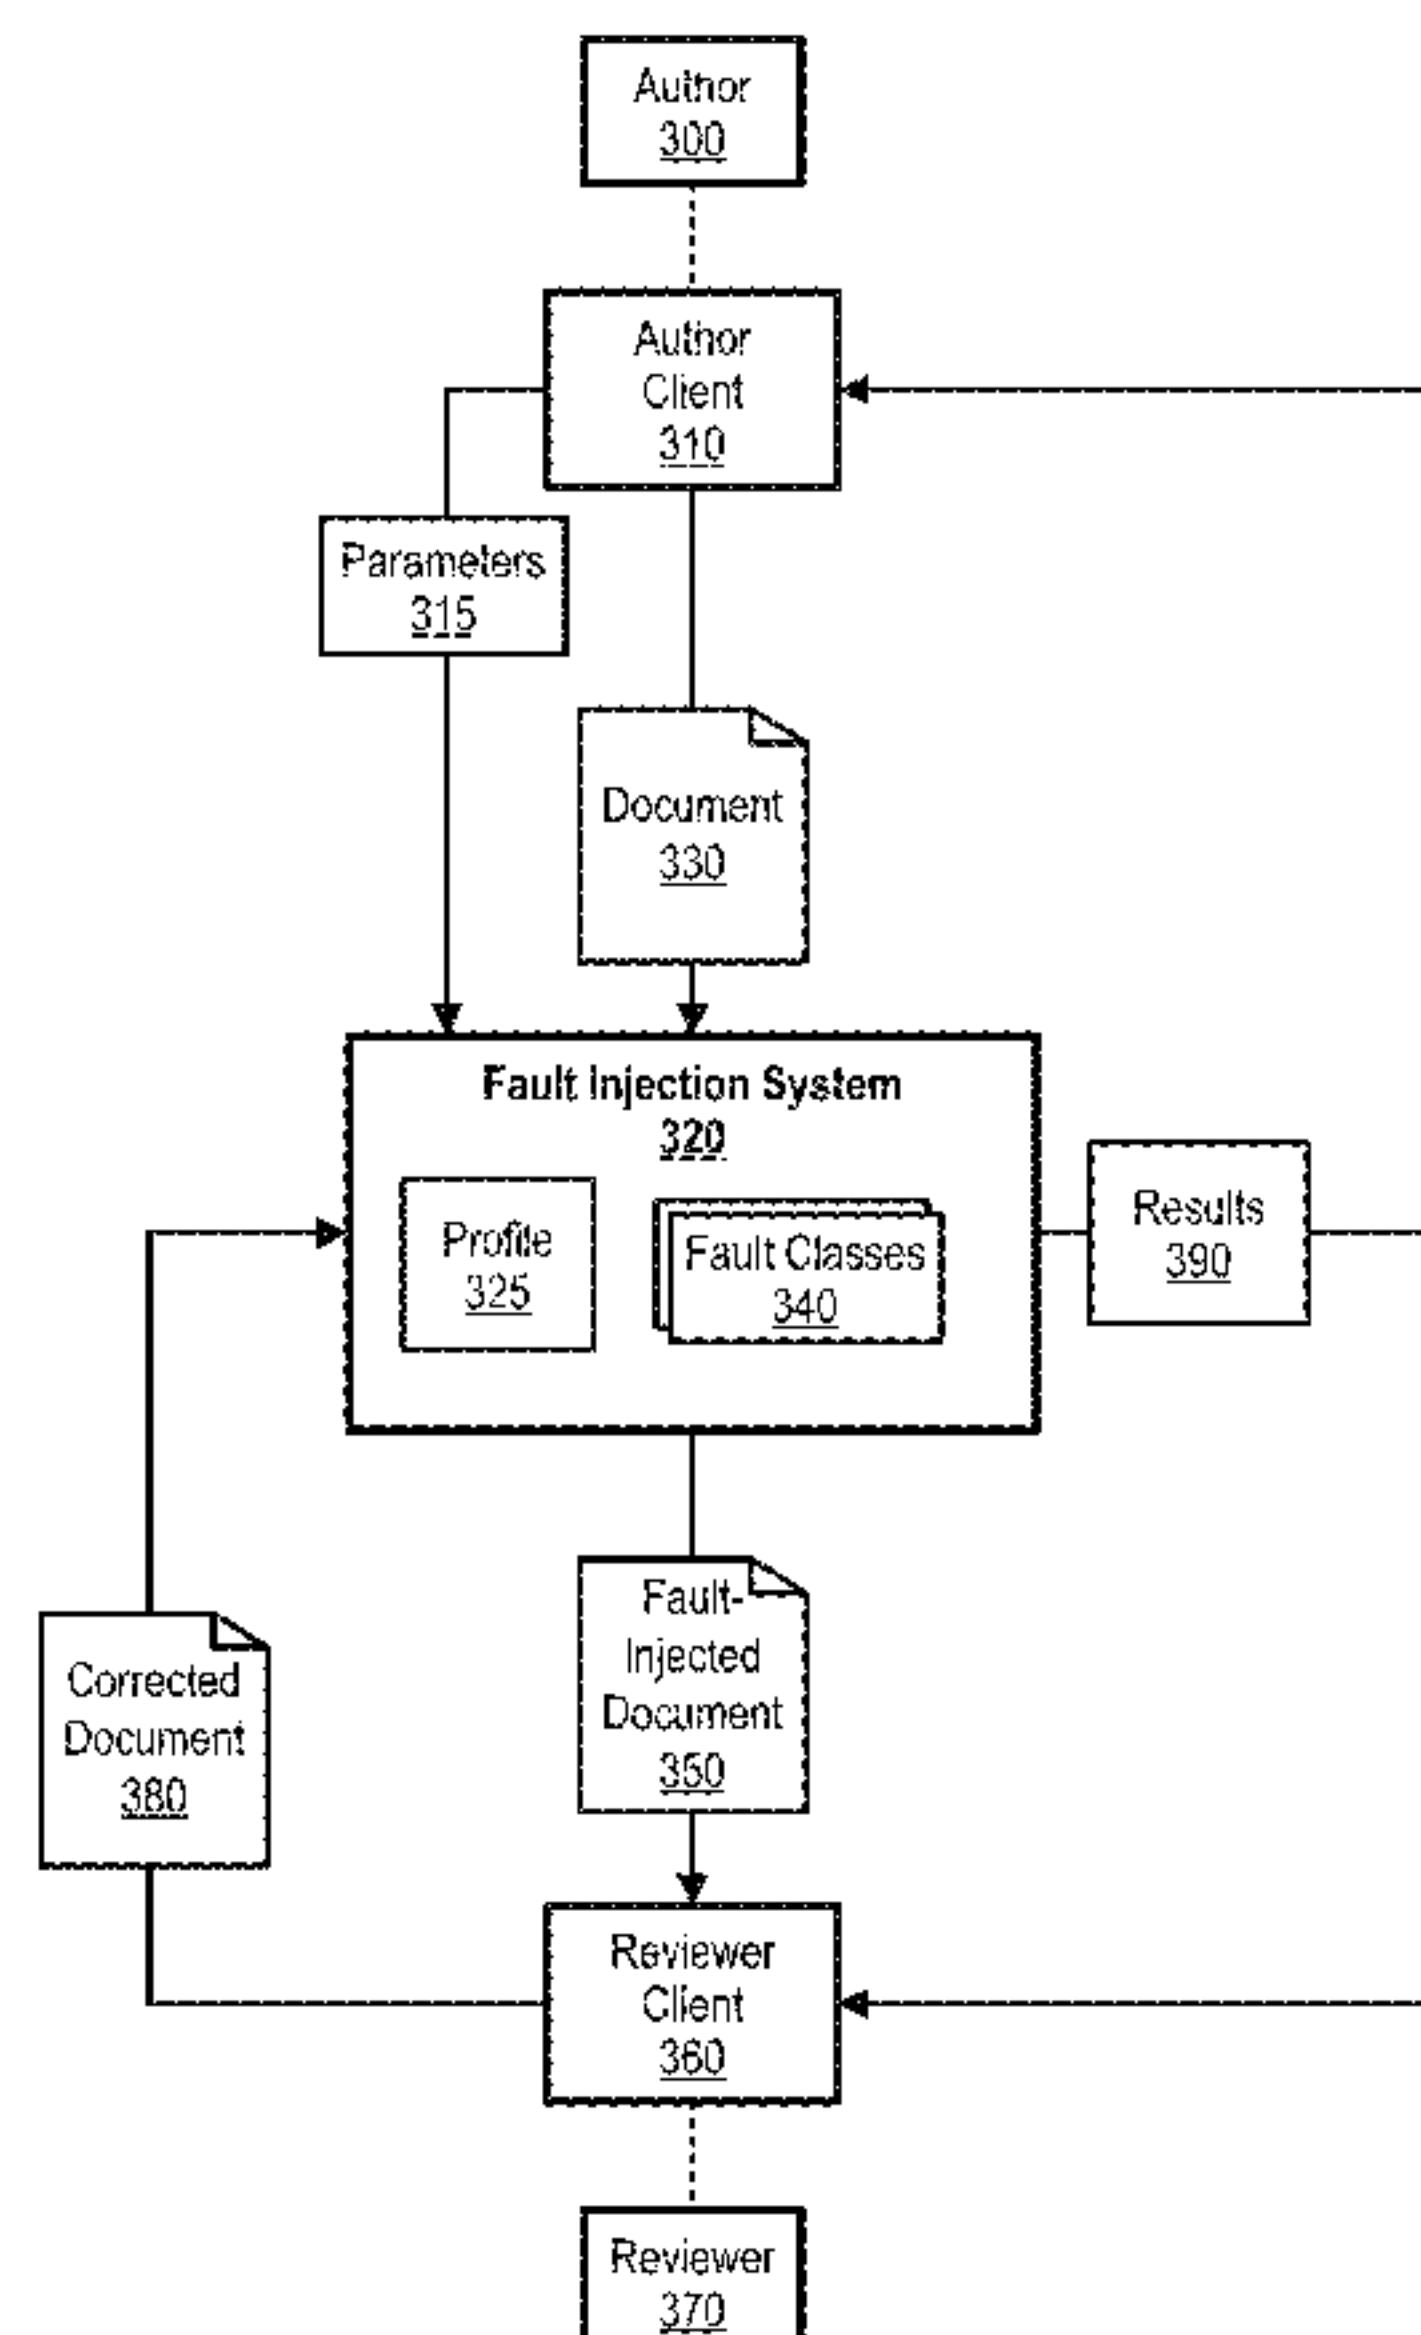 Author
300
Author
Client
310
Parameters
315
Document
330
Fault Injection System
320
Profile
325
Fault Classes
340
Results
390
Fault-
Injected
Document
350
Corrected
Document
380
Reviewer
Client
360
Reviewer
370